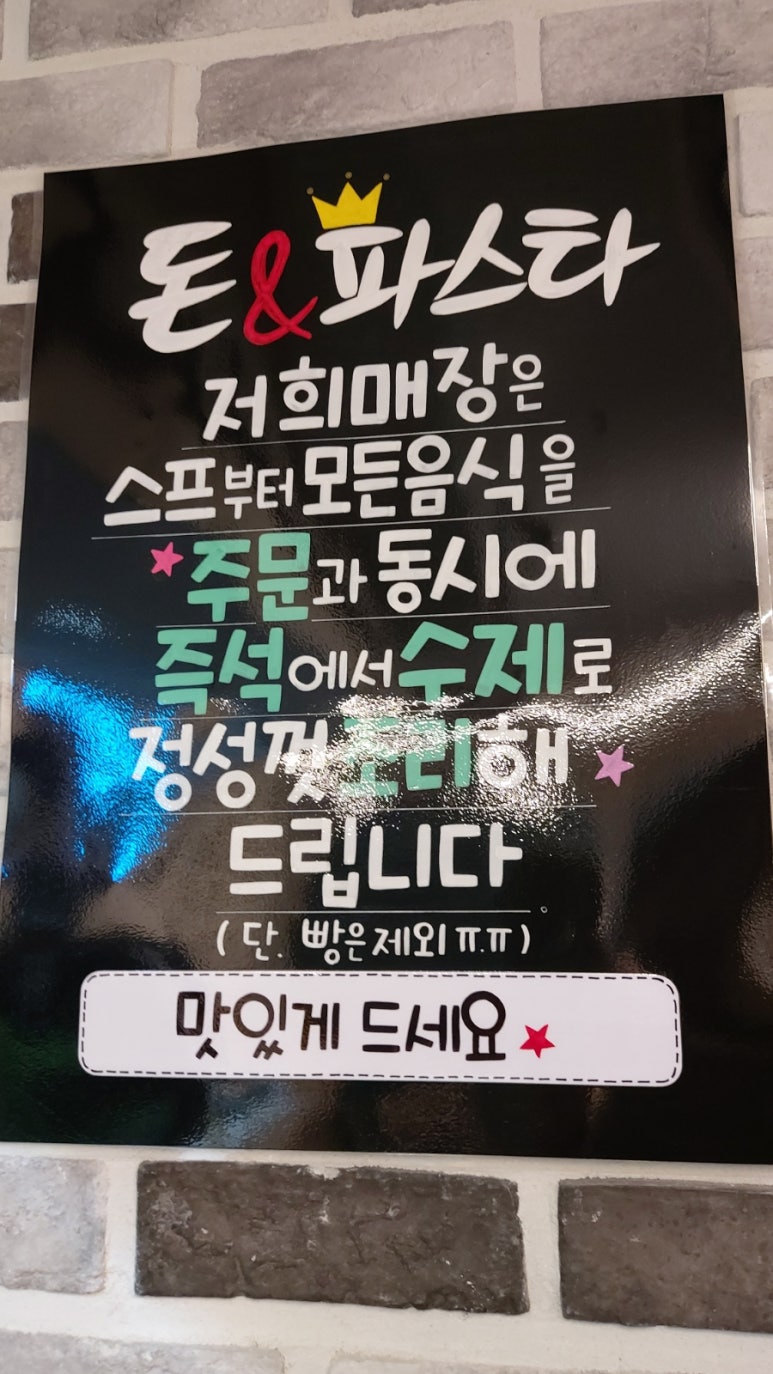 돈&파스타
저희매장은
스프부터 모든음식을
주문과 동시에
즉석에서 수제로
정성껏 조리해
드립니다.
( 단. 빵은제외 ㅠ.ㅠ )
맛있게 드세요